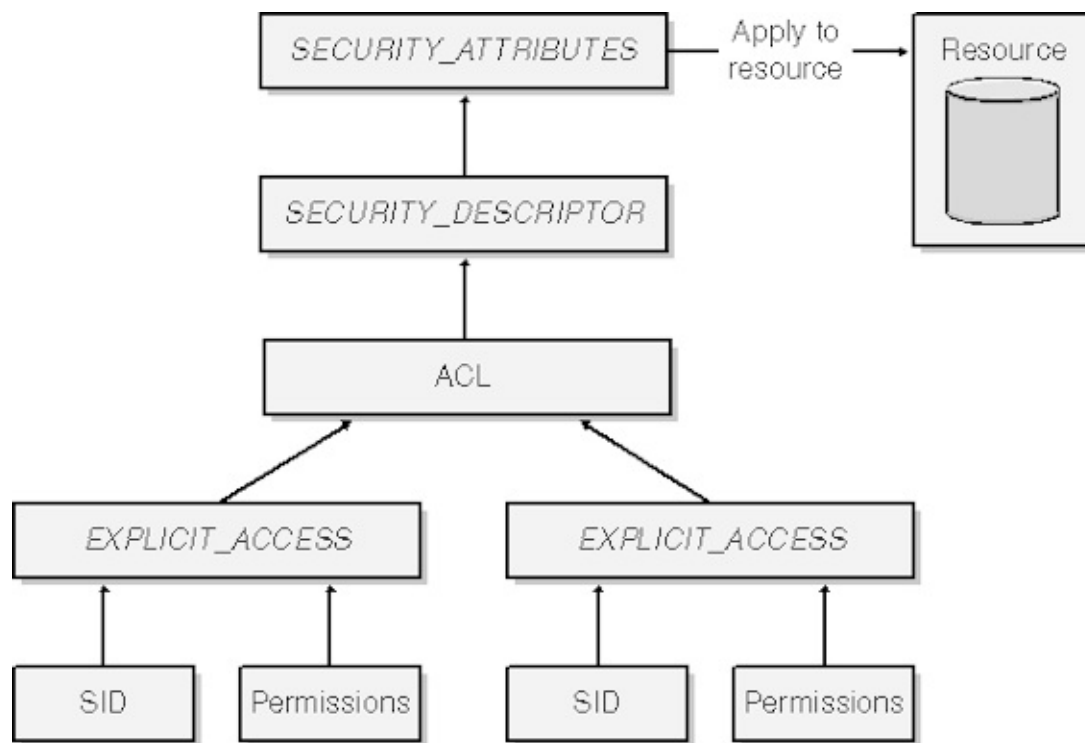 SECURITY_ATTRIBUTES
Apply to
resource
Resource
SECURITY_DESCRIPTOR
ACL
EXPLICIT_ACCESS
EXPLICIT_ACCESS
SID
Permissions
SID
Permissions